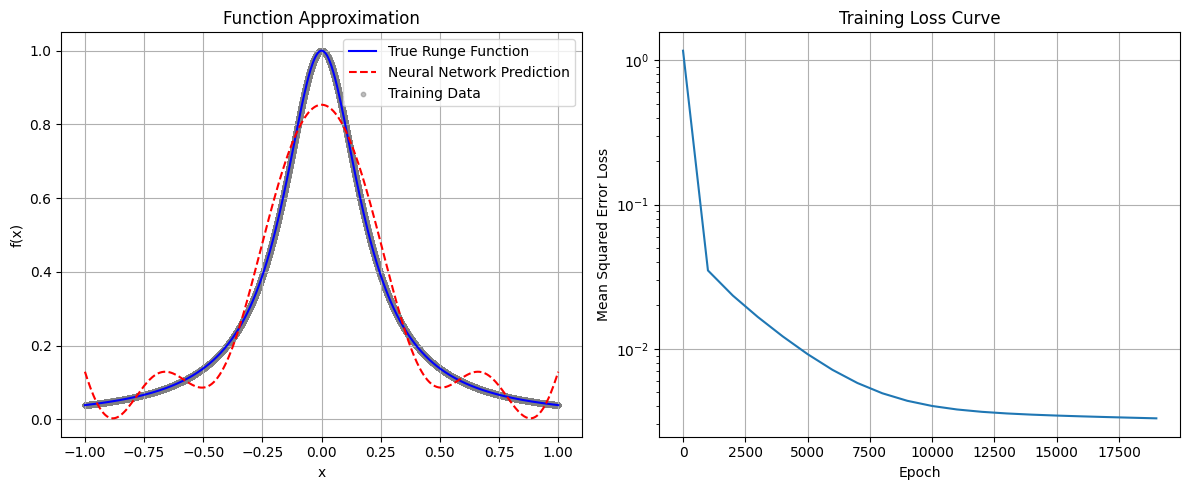 Function Approximation
True Runge Function
Neural Network Prediction
Training Data
f(x)
1.0
0.8
0.6
0.4
0.2
0.0
−1.00 −0.75 −0.50 −0.25 0.00 0.25 0.50 0.75 1.00
x
Training Loss Curve
Mean Squared Error Loss
10⁰
10⁻¹
10⁻²
0 2500 5000 7500 10000 12500 15000 17500
Epoch